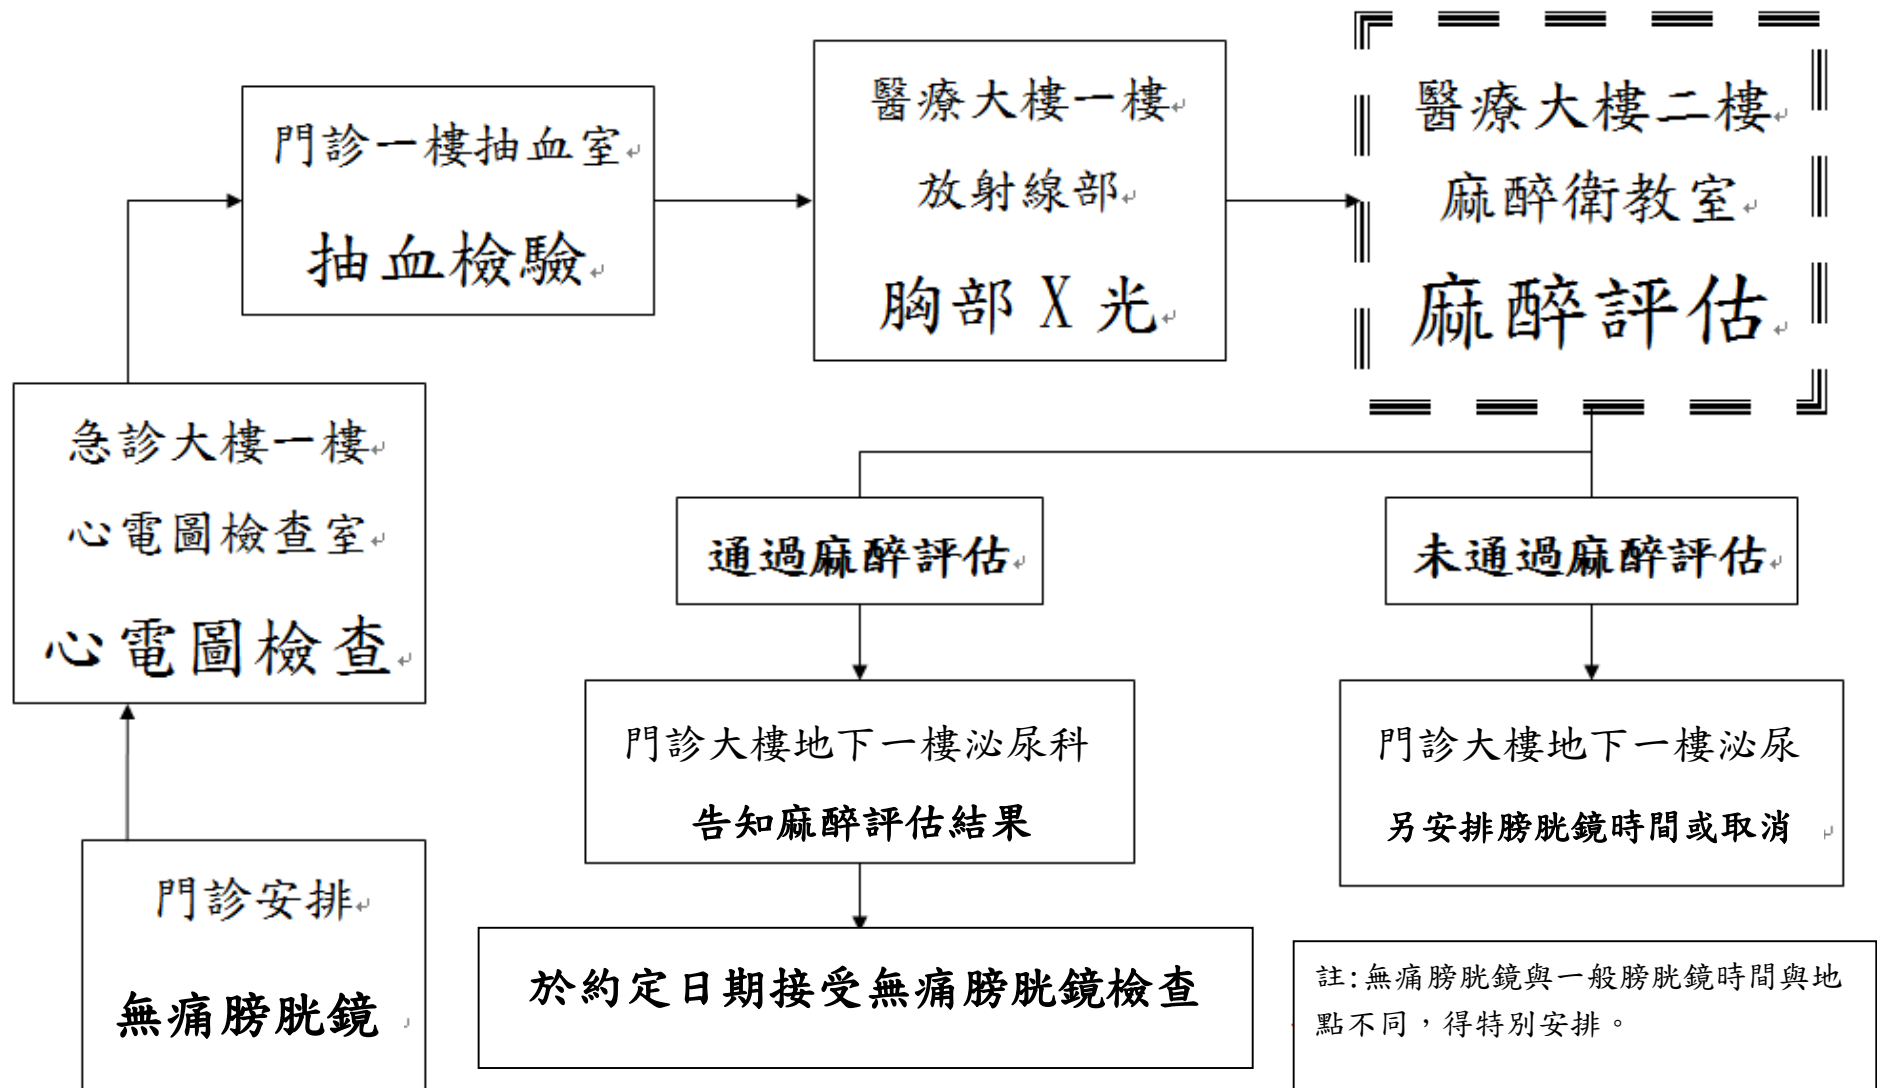 門診安排
無痛膀胱鏡
急診大樓一樓
心電圖檢查室
心電圖檢查
門診一樓抽血室
抽血檢驗
醫療大樓一樓
放射線部
胸部 X 光
醫療大樓二樓
麻醉衛教室
麻醉評估
通過麻醉評估
門診大樓地下一樓泌尿科
告知麻醉評估結果
於約定日期接受無痛膀胱鏡檢查
未通過麻醉評估
門診大樓地下一樓泌尿
另安排膀胱鏡時間或取消
註:無痛膀胱鏡與一般膀胱鏡時間與地
點不同,得特別安排。